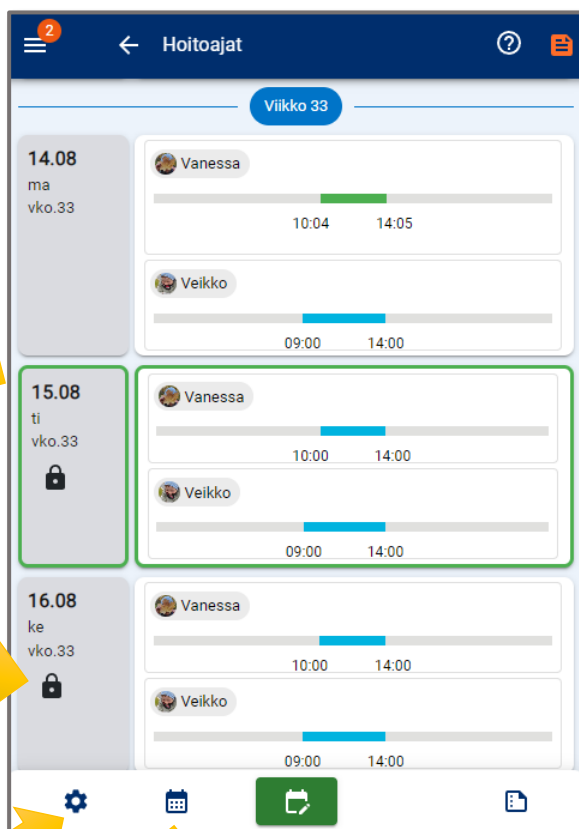 2
Hoitoajat
Viikko 33
14.08
ma
vko.33
Vanessa
10:04 14:05
Veikko
09:00 14:00
15.08
ti
vko.33
Vanessa
10:00 14:00
Veikko
09:00 14:00
16.08
ke
vko.33
Vanessa
10:00 14:00
Veikko
09:00 14:00